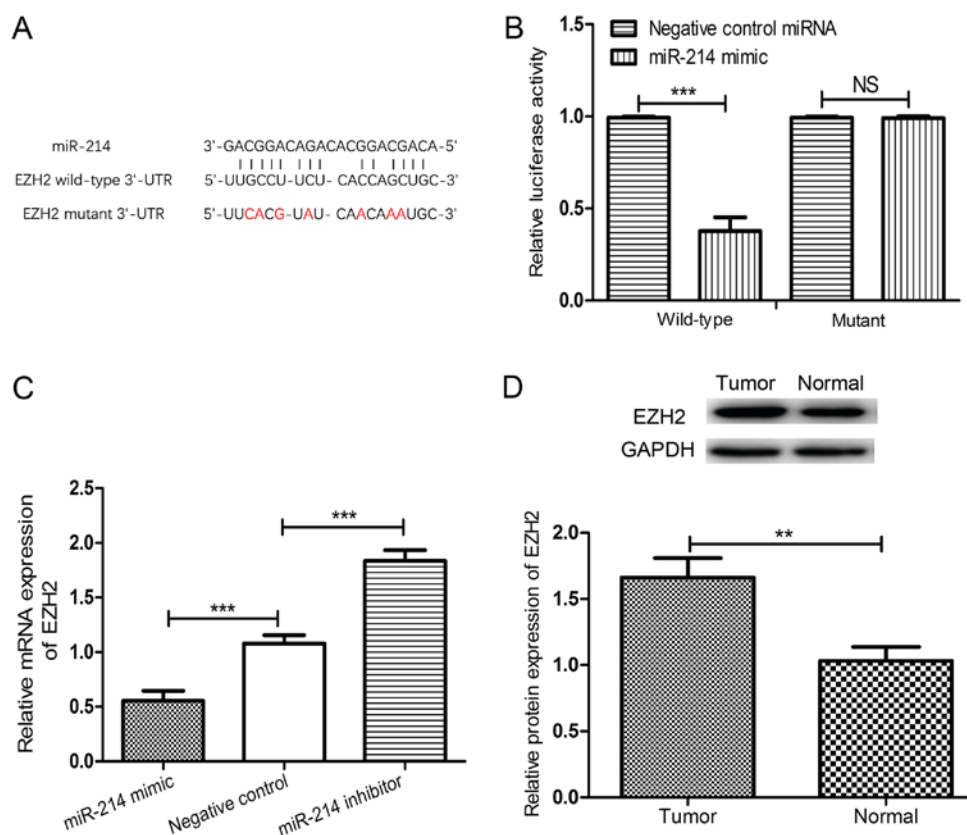 A
miR-214 3'-GACGGACAGACACGGACGACA-5'
EZH2 wild-type 3'-UTR 5'-UUGCCU-UCU- CACCAGCUGC-3'
EZH2 mutant 3'-UTR 5'-UUCACG-UAU- CAACAAAUGC-3'
B
Negative control miRNA
miR-214 mimic
Relative luciferase activity
1.5
1.0
0.5
0.0
***
NS
Wild-type Mutant
C
Relative mRNA expression
of EZH2
2.5
2.0
1.5
1.0
0.5
0.0
***
***
miR-214 mimic
Negative control
miR-214 inhibitor
D
Tumor Normal
EZH2
GAPDH
Relative protein expression of EZH2
2.0
1.5
1.0
0.5
0.0
**
Tumor Normal